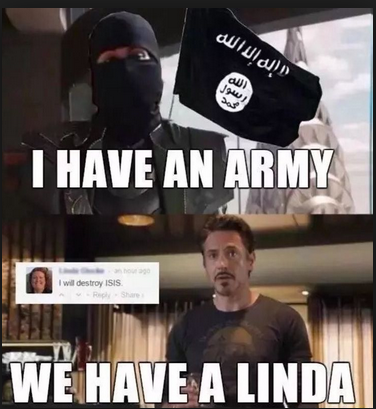 لا إله إلا الله
الله
رسول
محمد
I HAVE AN ARMY
an hour ago
I will destroy ISIS.
Reply · Share ›
WE HAVE A LINDA